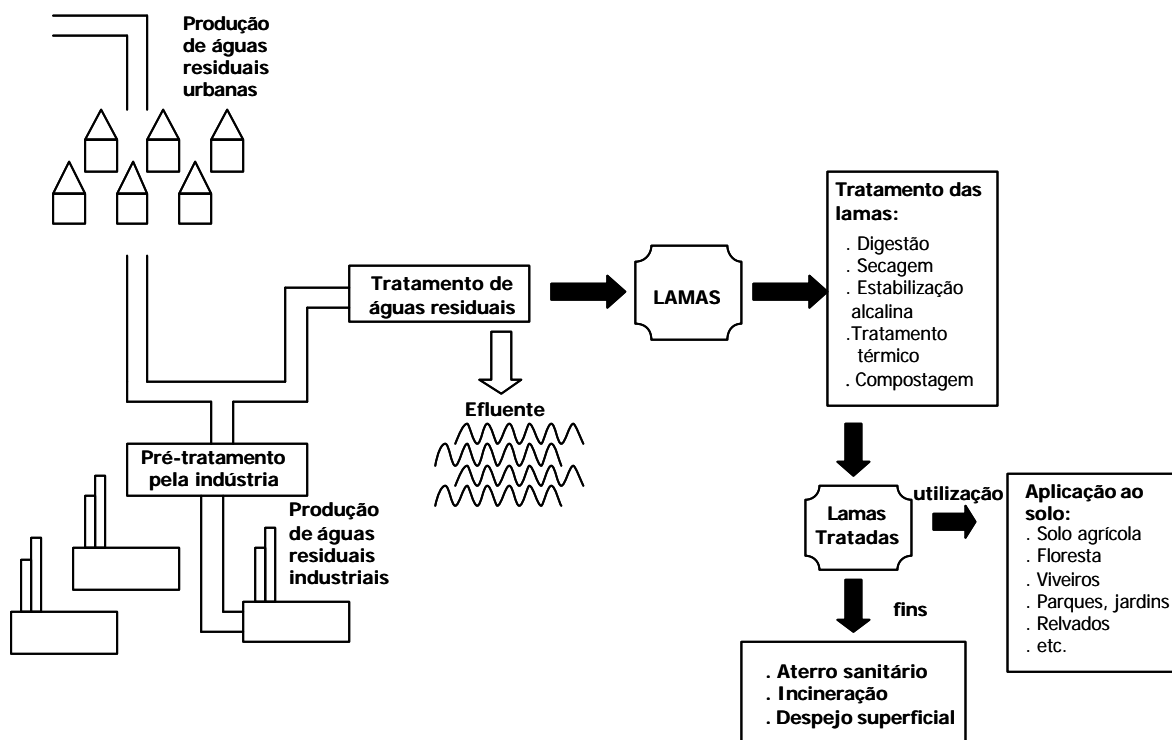 Produção
de águas
residuais
urbanas
Tratamento de
águas residuais
LAMAS
Tratamento das
lamas:
. Digestão
. Secagem
. Estabilização
alcalina
.Tratamento
térmico
. Compostagem
Efluente
Pré-tratamento
pela indústria
Produção
de águas
residuais
industriais
Lamas
Tratadas
utilização
Aplicação ao
solo:
. Solo agrícola
. Floresta
. Viveiros
. Parques, jardins
. Relvados
. etc.
fins
. Aterro sanitário
. Incineração
. Despejo superficial